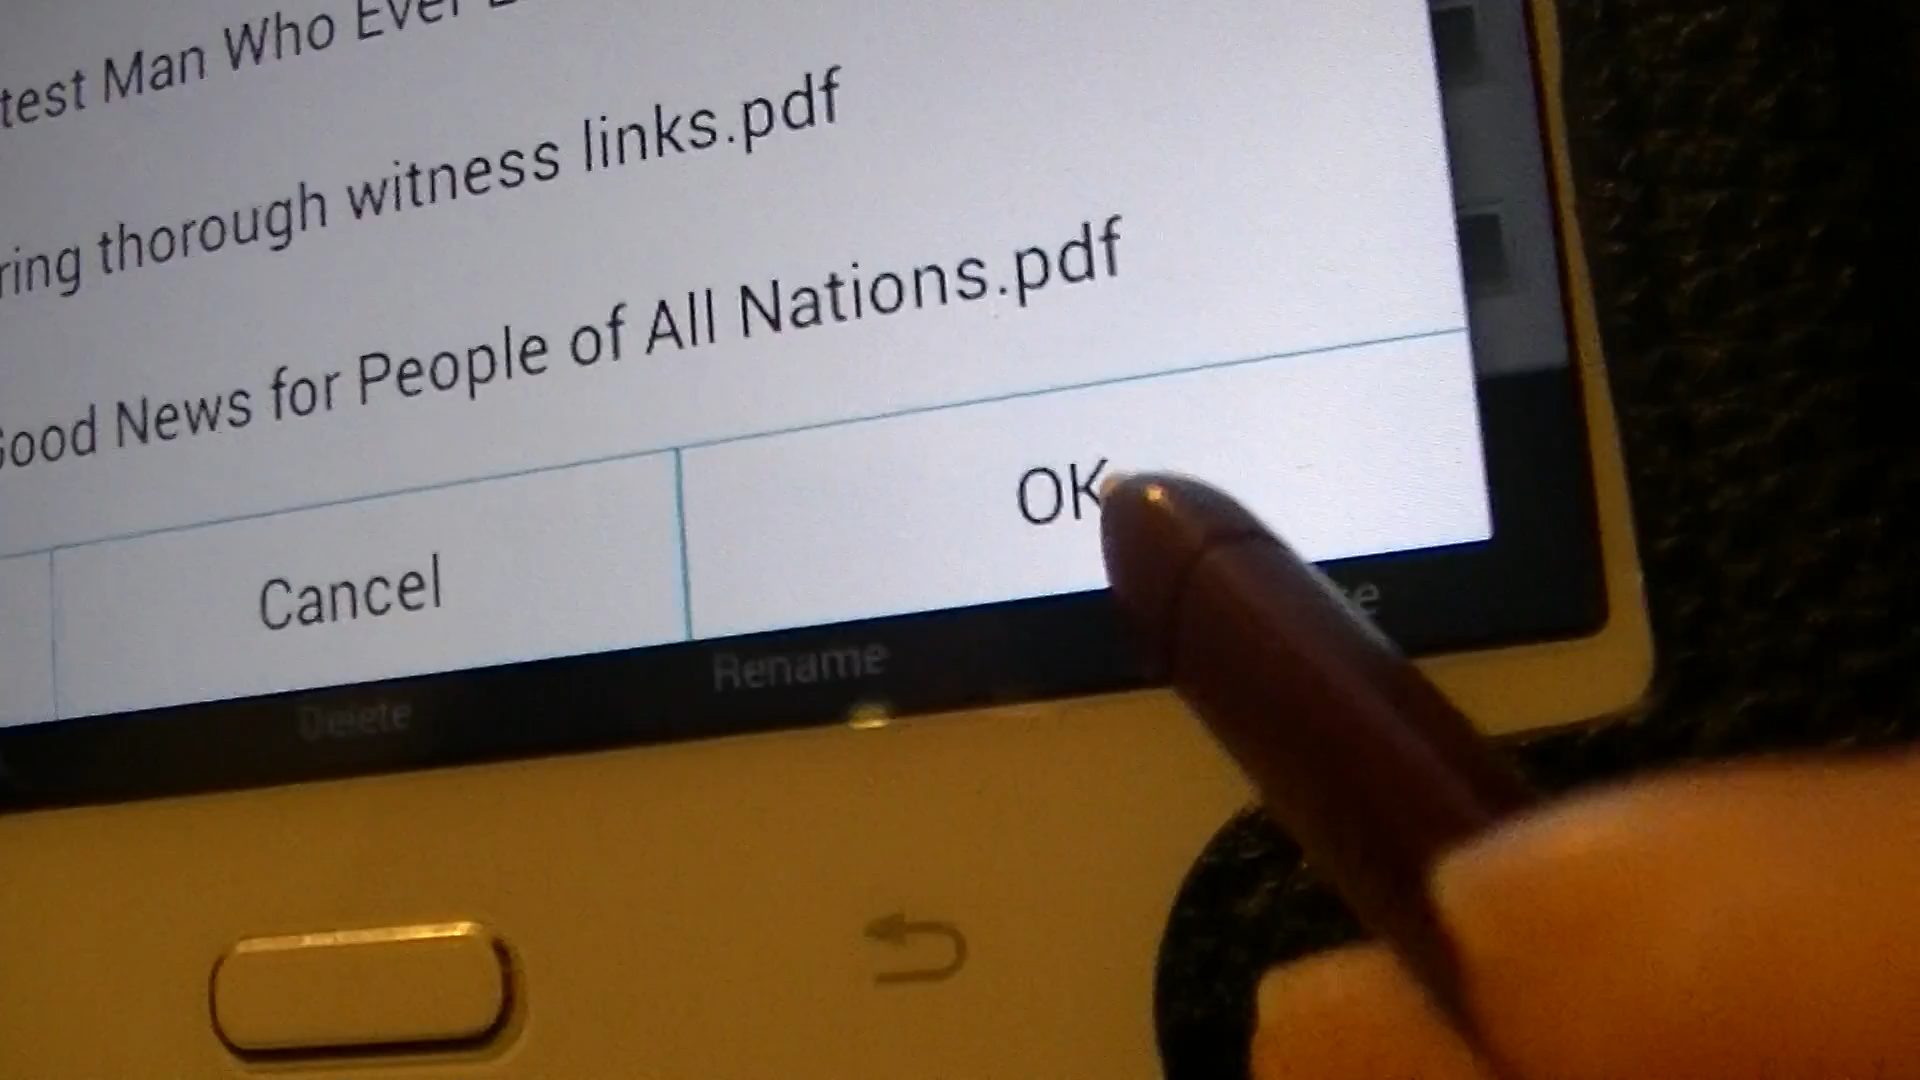 test Man Who Ever
ring thorough witness links.pdf
Good News for People of All Nations.pdf
Cancel
OK
Delete
Rename